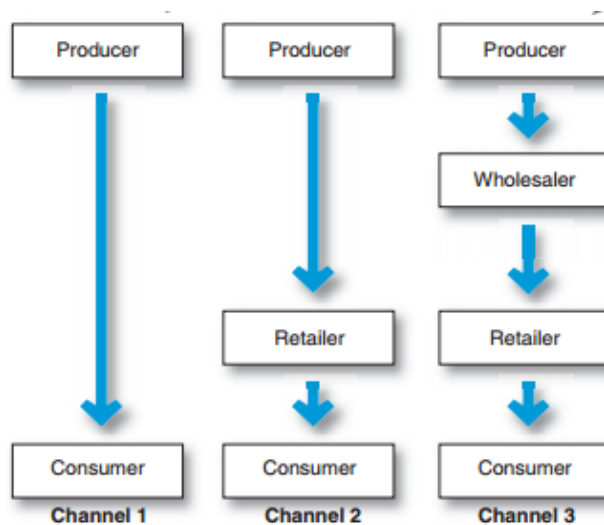 Producer Producer Producer
Wholesaler
Retailer Retailer
Consumer Consumer Consumer
Channel 1 Channel 2 Channel 3